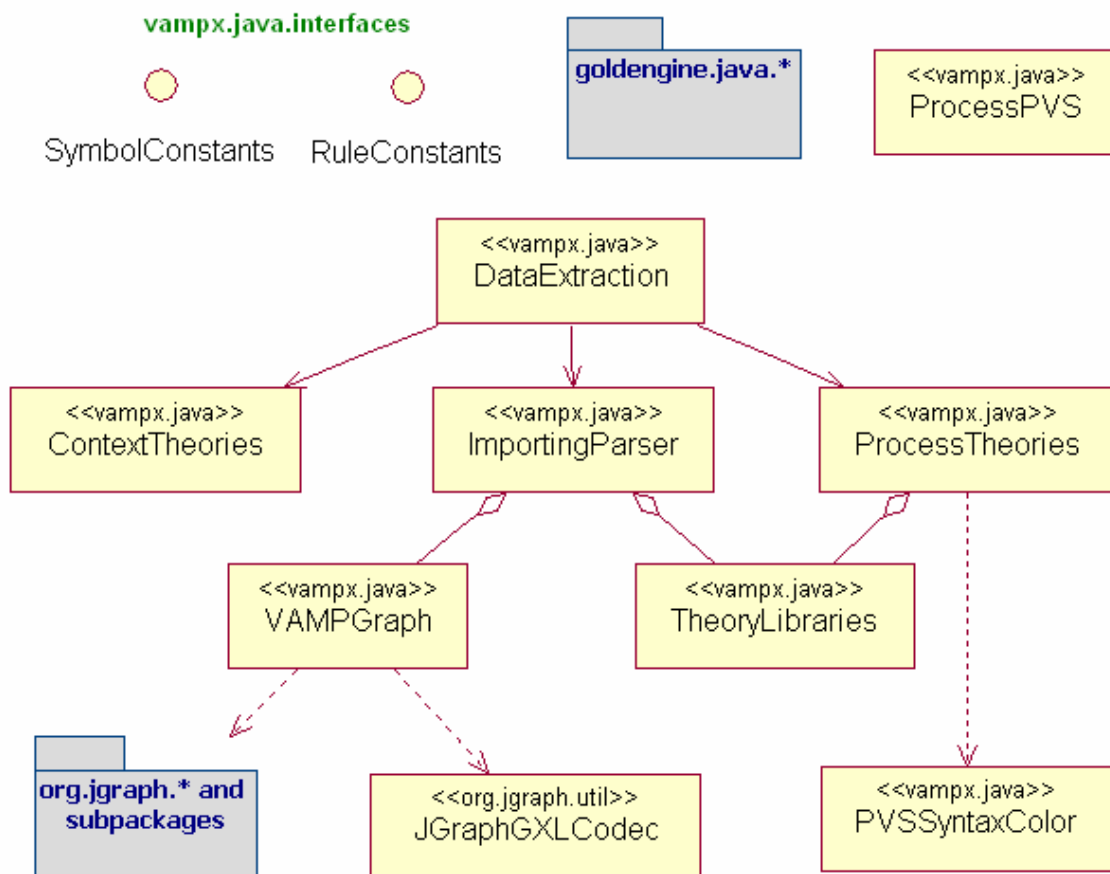 vampx.java.interfaces
SymbolConstants
RuleConstants
goldengine.java.*
<<vampx.java>>
ProcessPVS
<<vampx.java>>
DataExtraction
<<vampx.java>>
ContextTheories
<<vampx.java>>
ImportingParser
<<vampx.java>>
ProcessTheories
<<vampx.java>>
VAMPGraph
<<vampx.java>>
TheoryLibraries
org.jgraph.* and
subpackages
<<org.jgraph.util>>
JGraphGXLCodec
<<vampx.java>>
PVSSyntaxColor